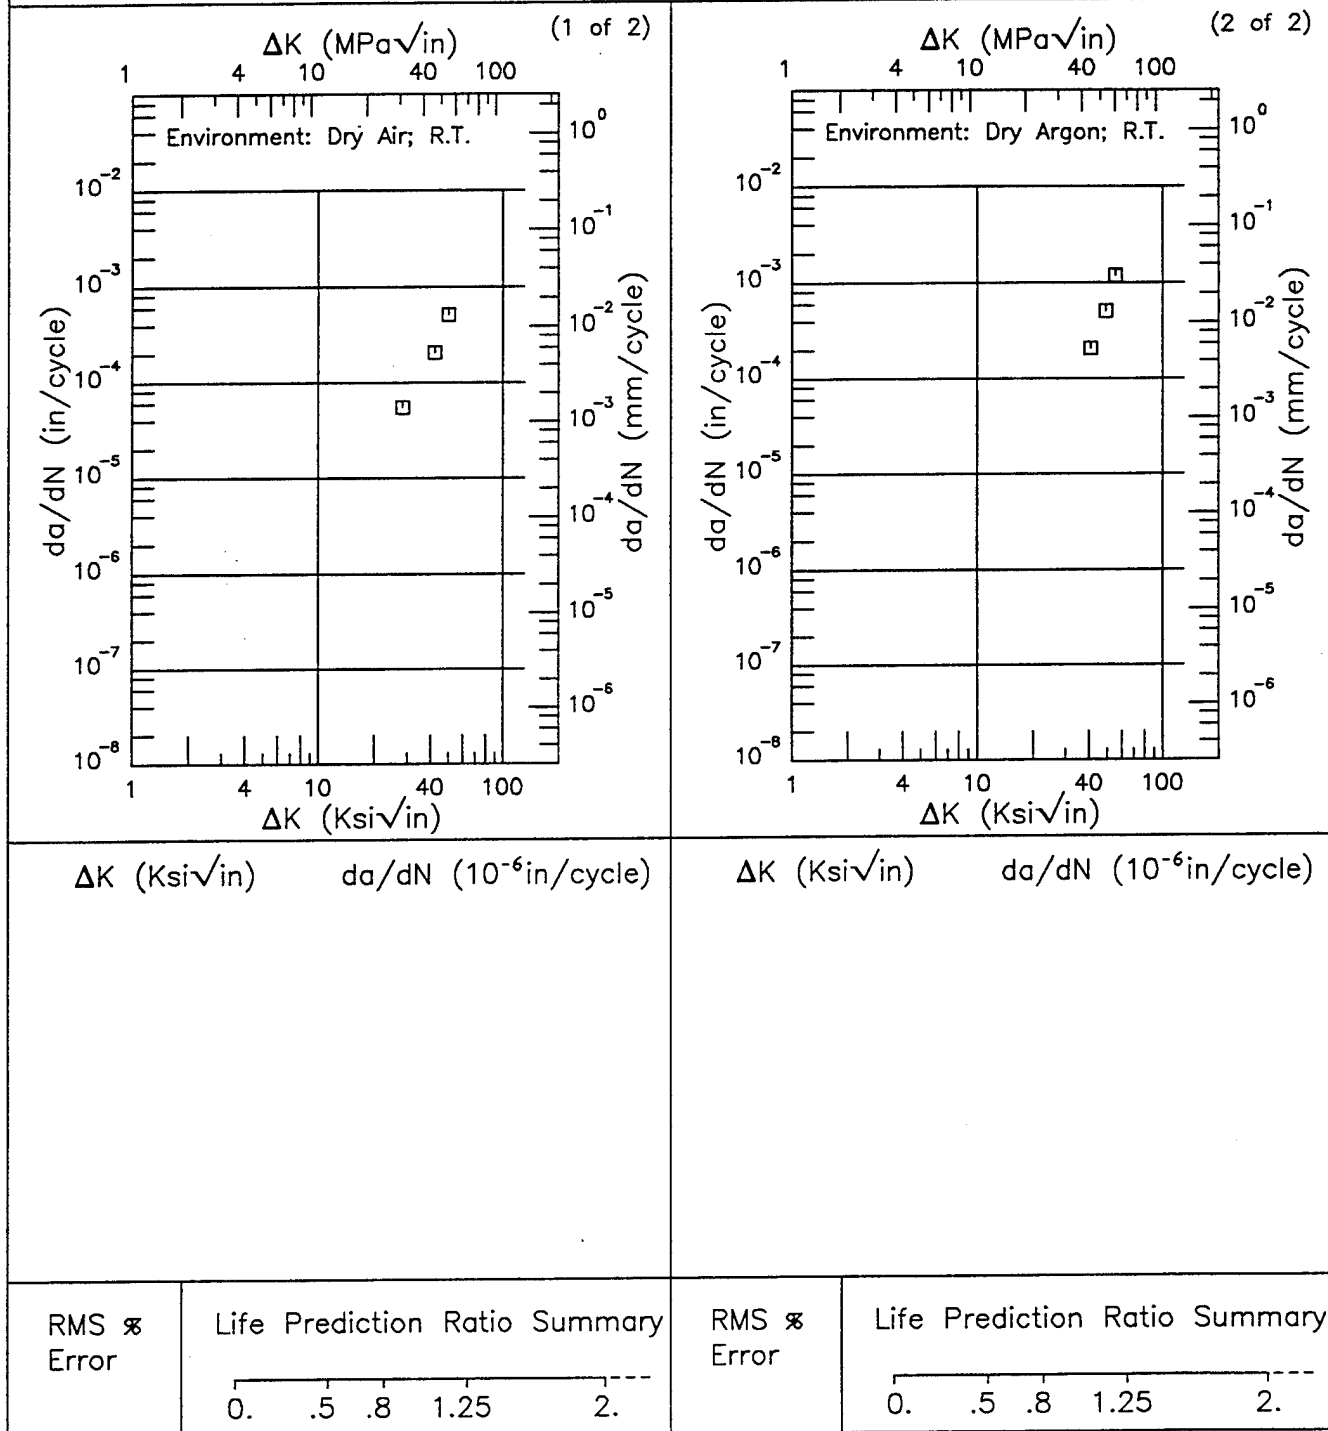 (1 of 2)
ΔK (MPa√in)
1 4 10 40 100
Environment: Dry Air; R.T.
da/dN (in/cycle)
10⁻²
10⁻³
10⁻⁴
10⁻⁵
10⁻⁶
10⁻⁷
10⁻⁸
10⁰
10⁻¹
10⁻²
10⁻³
10⁻⁴
10⁻⁵
10⁻⁶
da/dN (mm/cycle)
1 4 10 40 100
ΔK (Ksi√in)
ΔK (Ksi√in) da/dN (10⁻⁶in/cycle)
RMS %
Error
Life Prediction Ratio Summary
0. .5 .8 1.25 2.
(2 of 2)
ΔK (MPa√in)
1 4 10 40 100
Environment: Dry Argon; R.T.
da/dN (in/cycle)
10⁻²
10⁻³
10⁻⁴
10⁻⁵
10⁻⁶
10⁻⁷
10⁻⁸
10⁰
10⁻¹
10⁻²
10⁻³
10⁻⁴
10⁻⁵
10⁻⁶
da/dN (mm/cycle)
1 4 10 40 100
ΔK (Ksi√in)
ΔK (Ksi√in) da/dN (10⁻⁶in/cycle)
RMS %
Error
Life Prediction Ratio Summary
0. .5 .8 1.25 2.